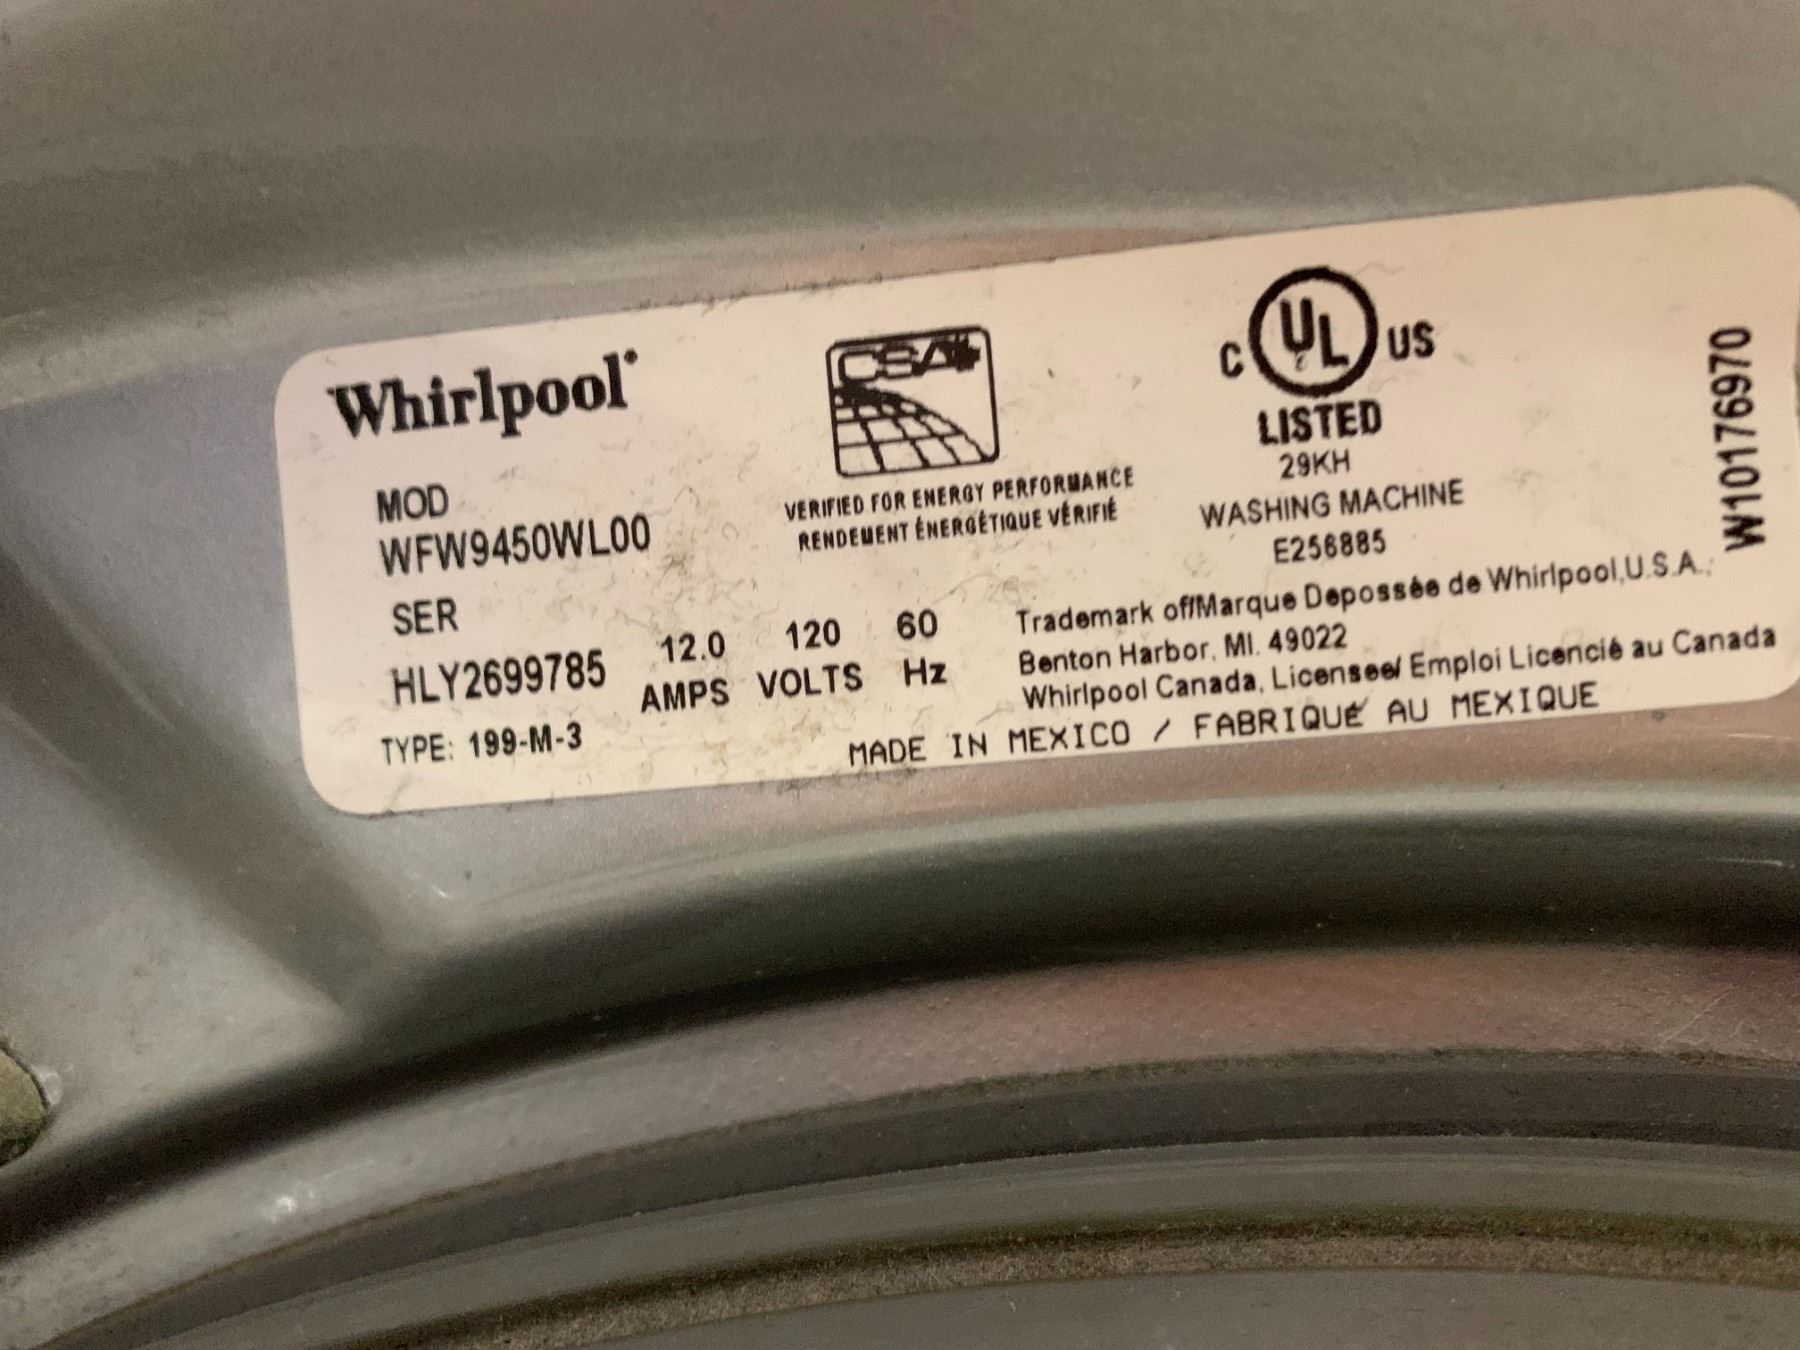 Whirlpool
MOD
WFW9450WL00
SER
HLY2699785
TYPE: 199-M-3
12.0 120 60
AMPS VOLTS Hz
CSA
VERIFIED FOR ENERGY PERFORMANCE
RENDEMENT ÉNERGÉTIQUE VÉRIFIÉ
C UL US
LISTED
29KH
WASHING MACHINE
E256885
Trademark of/Marque Depossée de Whirlpool,U.S.A.,
Benton Harbor, MI. 49022
Whirlpool Canada, Licensee/ Emploi Licencié au Canada
MADE IN MEXICO / FABRIQUÉ AU MEXIQUE
W10176970